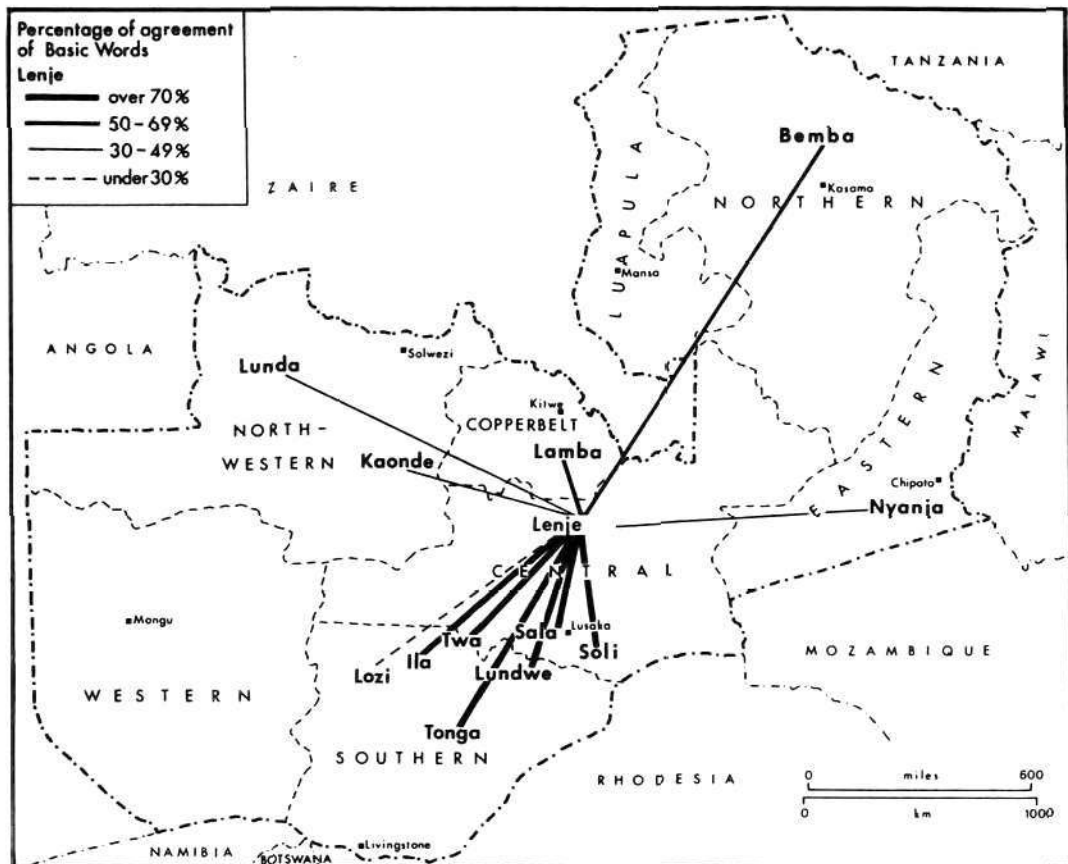 Percentage of agreement
of Basic Words
Lenje
over 70%
50-69%
30-49%
under 30%
TANZANIA
Bemba
ZAIRE
Kasama
NORTHERN
LUAPULA
Mansa
ANGOLA
Solwezi
Lunda
MALAWI
Kitwe
COPPERBELT
NORTH-
WESTERN
Lamba
Kaonde
EASTERN
Chipata
Nyanja
Lenje
CENTRAL
Mongu
Lusaka
Sala
Twa
Soli
Ila
Lozi
Lundwe
MOZAMBIQUE
WESTERN
Tonga
SOUTHERN
RHODESIA
0 miles 600
0 km 1000
Livingstone
NAMIBIA
BOTSWANA